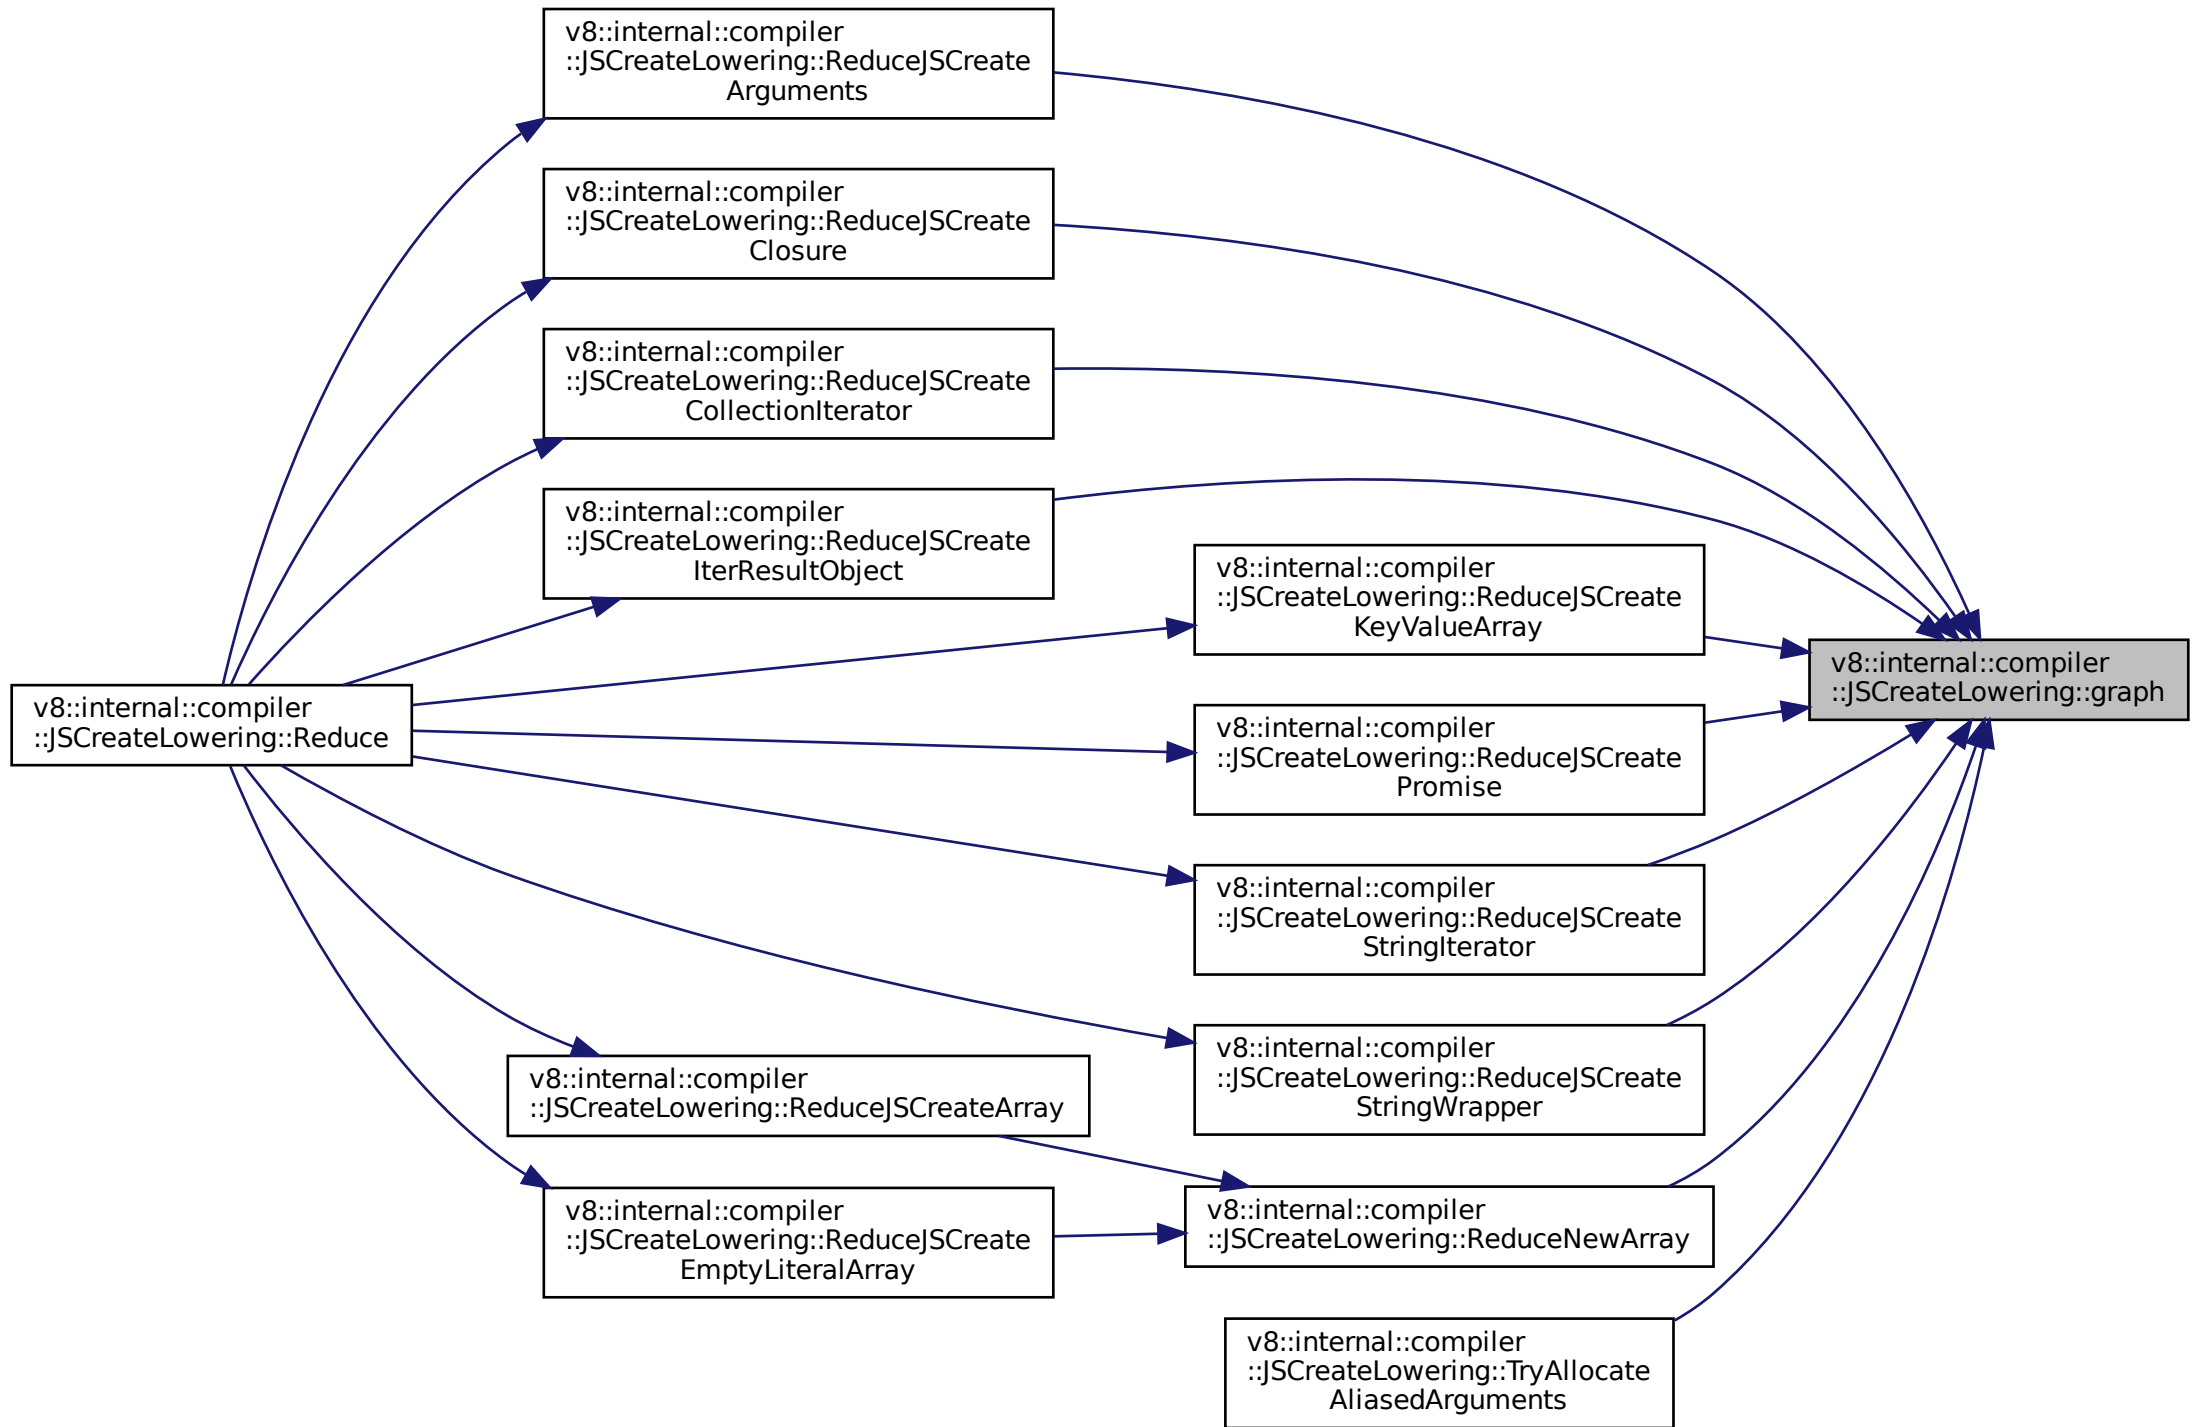 v8::internal::compiler
::JSCreateLowering::ReduceJSCreate
Arguments
v8::internal::compiler
::JSCreateLowering::ReduceJSCreate
Closure
v8::internal::compiler
::JSCreateLowering::ReduceJSCreate
CollectionIterator
v8::internal::compiler
::JSCreateLowering::ReduceJSCreate
IterResultObject
v8::internal::compiler
::JSCreateLowering::ReduceJSCreate
KeyValueArray
v8::internal::compiler
::JSCreateLowering::graph
v8::internal::compiler
::JSCreateLowering::Reduce
v8::internal::compiler
::JSCreateLowering::ReduceJSCreate
Promise
v8::internal::compiler
::JSCreateLowering::ReduceJSCreate
StringIterator
v8::internal::compiler
::JSCreateLowering::ReduceJSCreate
StringWrapper
v8::internal::compiler
::JSCreateLowering::ReduceJSCreateArray
v8::internal::compiler
::JSCreateLowering::ReduceJSCreate
EmptyLiteralArray
v8::internal::compiler
::JSCreateLowering::ReduceNewArray
v8::internal::compiler
::JSCreateLowering::TryAllocate
AliasedArguments